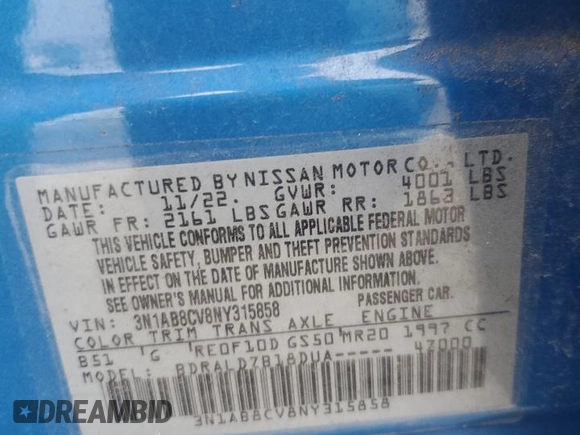 MANUFACTURED BY NISSAN MOTOR CO., LTD.
DATE: 11/22. GVWR: 4001 LBS
GAWR FR: 2161 LBS GAWR RR: 1863 LBS
THIS VEHICLE CONFORMS TO ALL APPLICABLE FEDERAL MOTOR
VEHICLE SAFETY, BUMPER AND THEFT PREVENTION STANDARDS
IN EFFECT ON THE DATE OF MANUFACTURE SHOWN ABOVE.
SEE OWNER'S MANUAL FOR ADDITIONAL INFORMATION.
VIN: 3N1AB8CV8NY315858 PASSENGER CAR.
COLOR TRIM TRANS AXLE ENGINE
B51 G RE0F10D GS50 MR20 1997 CC
MODEL: BDRALD7B18DUA----- 47000
3N1AB8CV8NY315858
DREAMBID